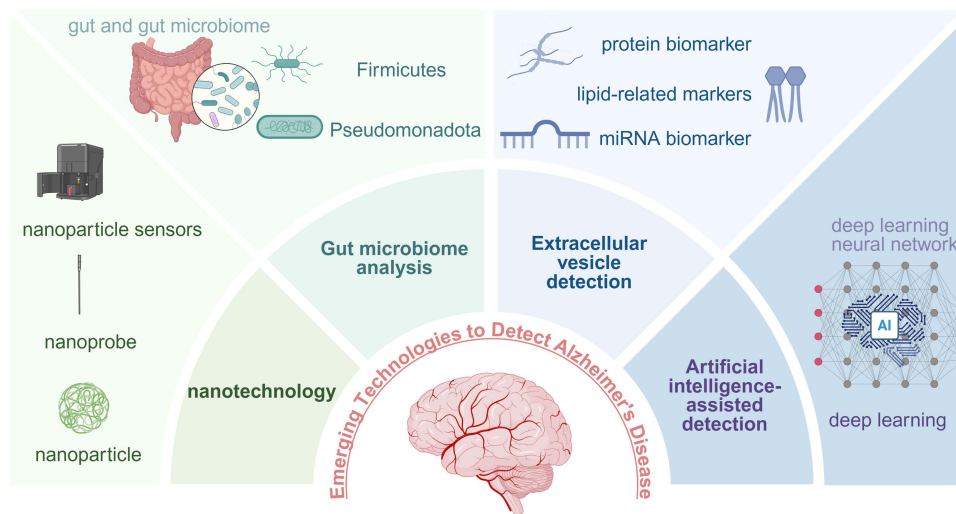 gut and gut microbiome
Firmicutes
Pseudomonadota
protein biomarker
lipid-related markers
miRNA biomarker
nanoparticle sensors
nanoprobe
nanoparticle
nanotechnology
Gut microbiome
analysis
Extracellular
vesicle
detection
Artificial
intelligence-
assisted
detection
deep learning
neural network
AI
deep learning
Emerging Technologies to Detect Alzheimer's Disease